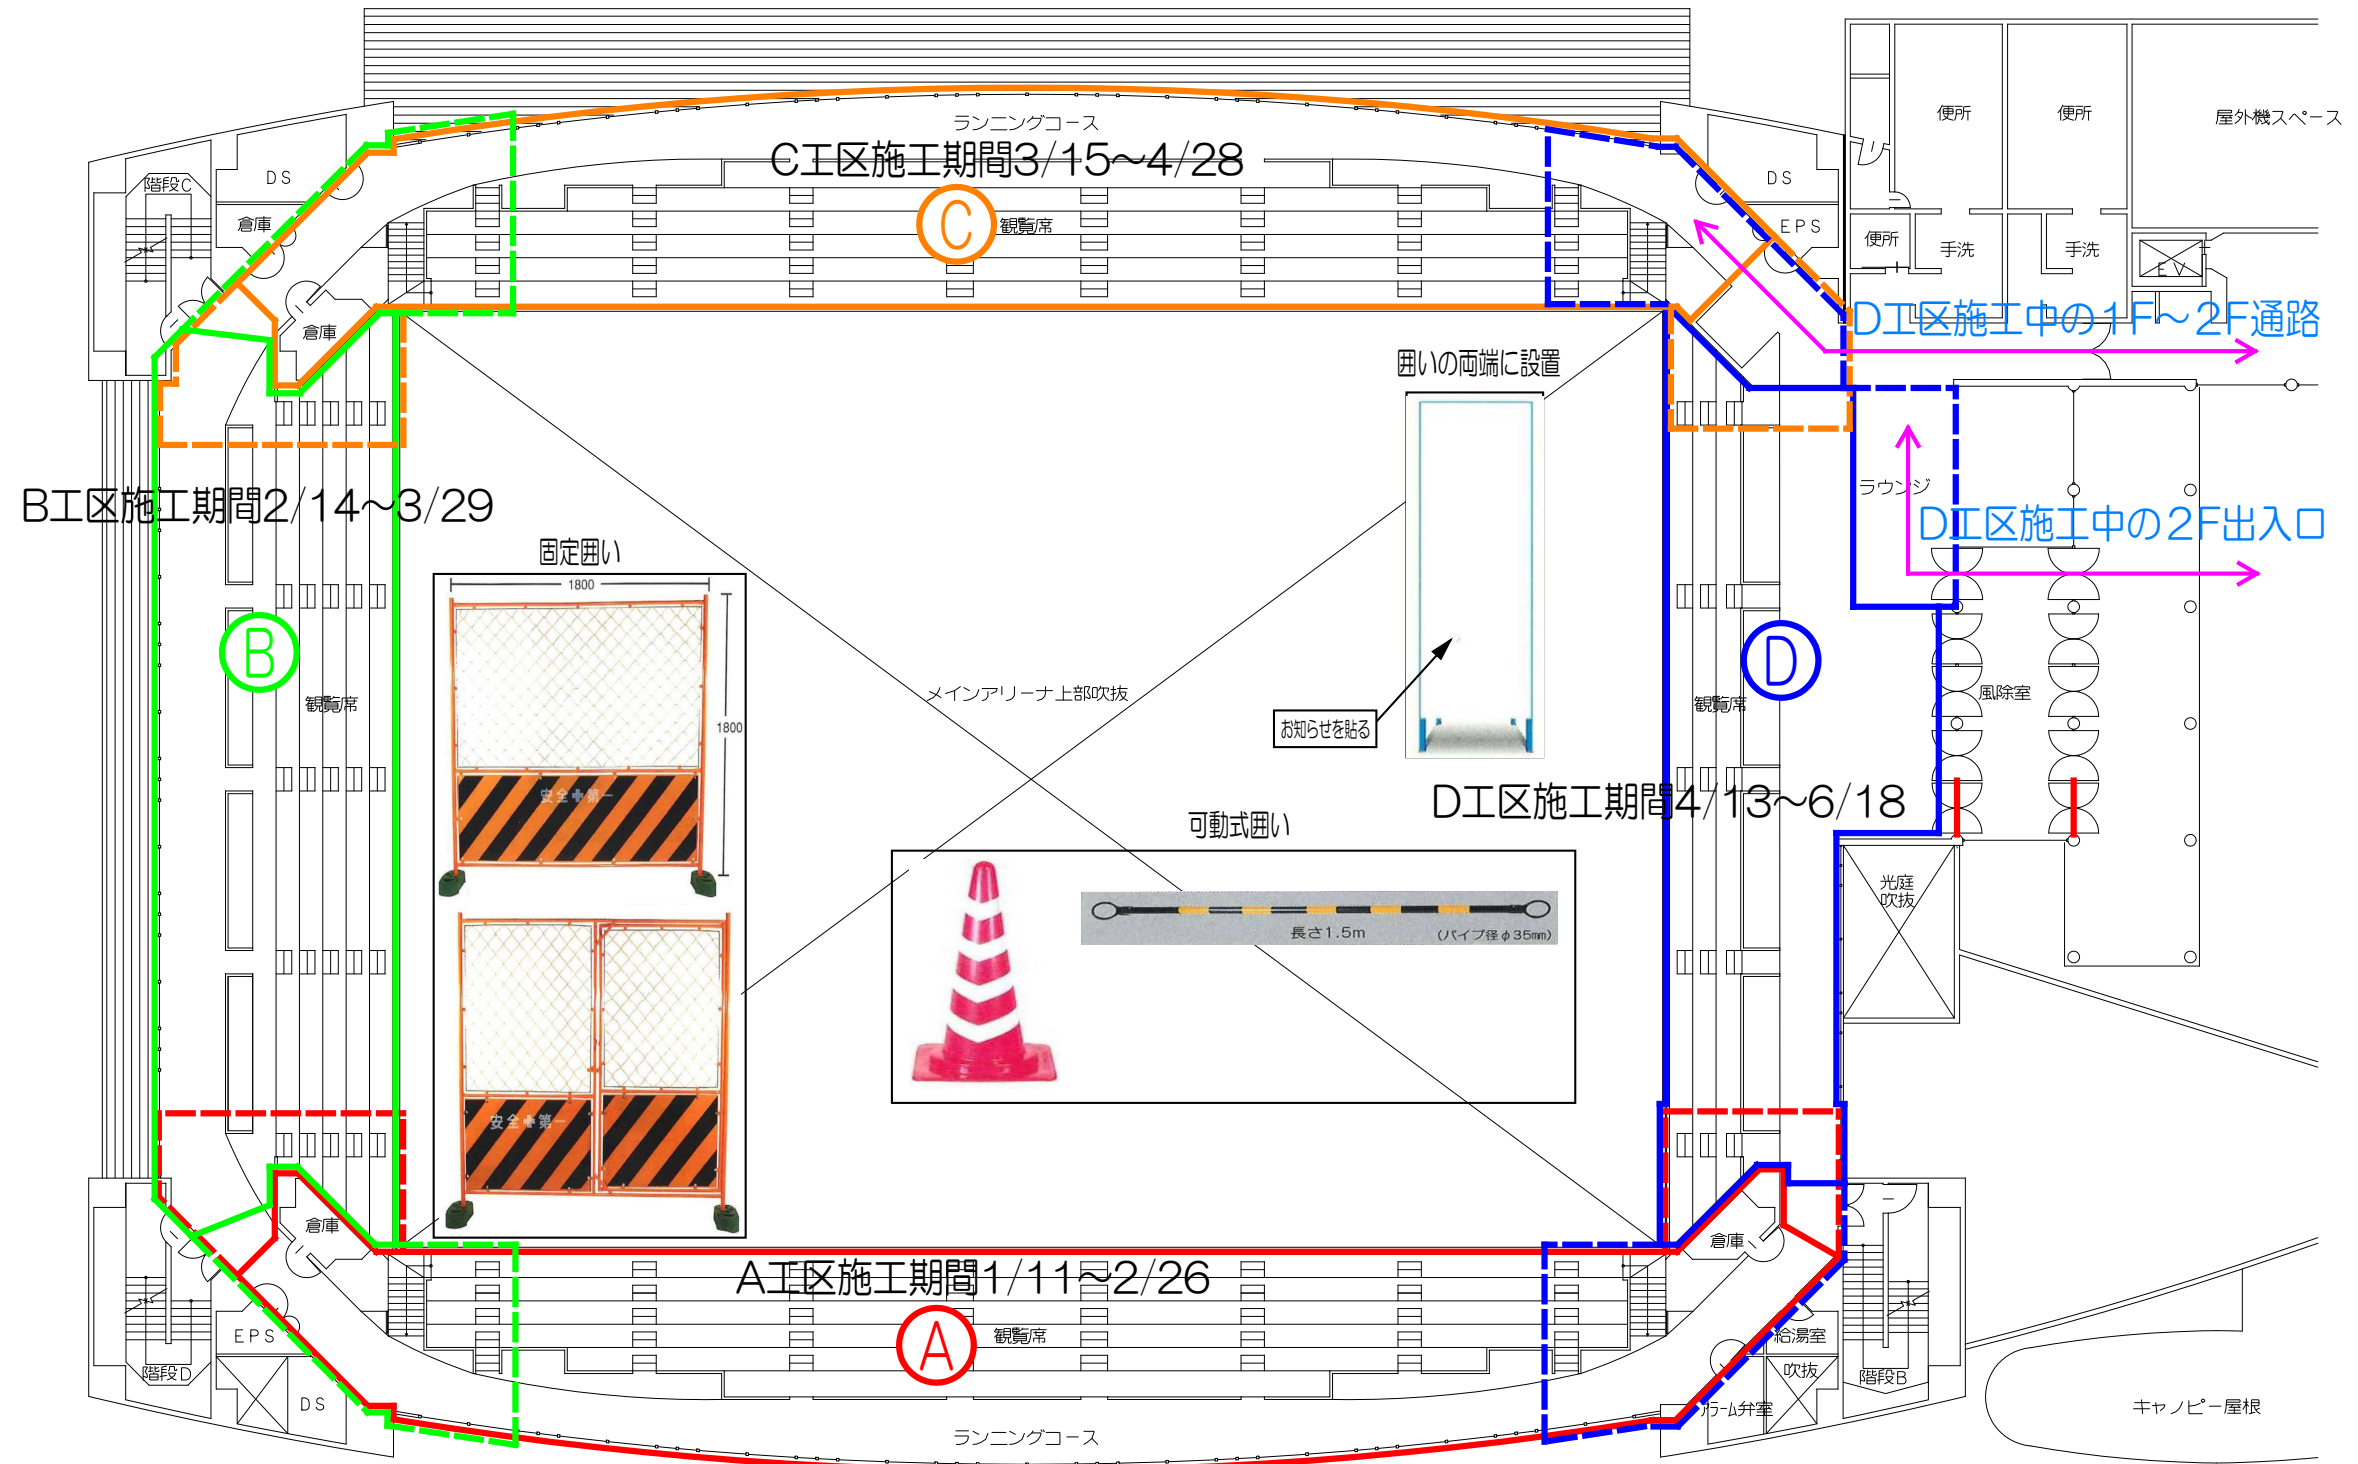 便所
便所
屋外機スペース
ランニングコース
C工区施工期間3/15～4/28
C
観覧席
階段C
DS
倉庫
倉庫
DS
EPS
便所
手洗
手洗
EV
D工区施工中の1F～2F通路
囲いの両端に設置
お知らせを貼る
ラウンジ
D工区施工中の2F出入口
B工区施工期間2/14～3/29
B
観覧席
固定囲い
1800
1800
安全✚第一
安全✚第一
メインアリーナ上部吹抜
D
観覧席
風除室
D工区施工期間4/13～6/18
可動式囲い
長さ1.5m
(パイプ径φ35mm)
光庭
吹抜
倉庫
倉庫
A工区施工期間1/11～2/26
A
観覧席
EPS
階段D
DS
給湯室
吹抜
階段B
アラーム弁室
キャノピー屋根
ランニングコース